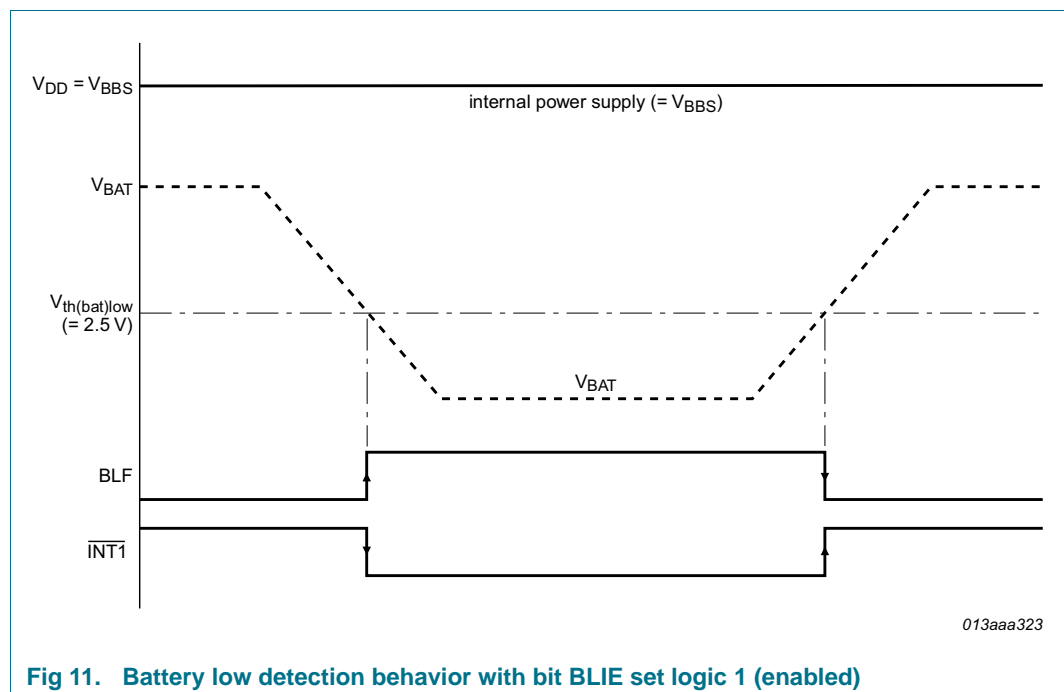 VDD = VBBS
internal power supply (= VBBS)
VBAT
Vth(bat)low
(= 2.5 V)
VBAT
BLF
INT1
013aaa323
Fig 11. Battery low detection behavior with bit BLIE set logic 1 (enabled)